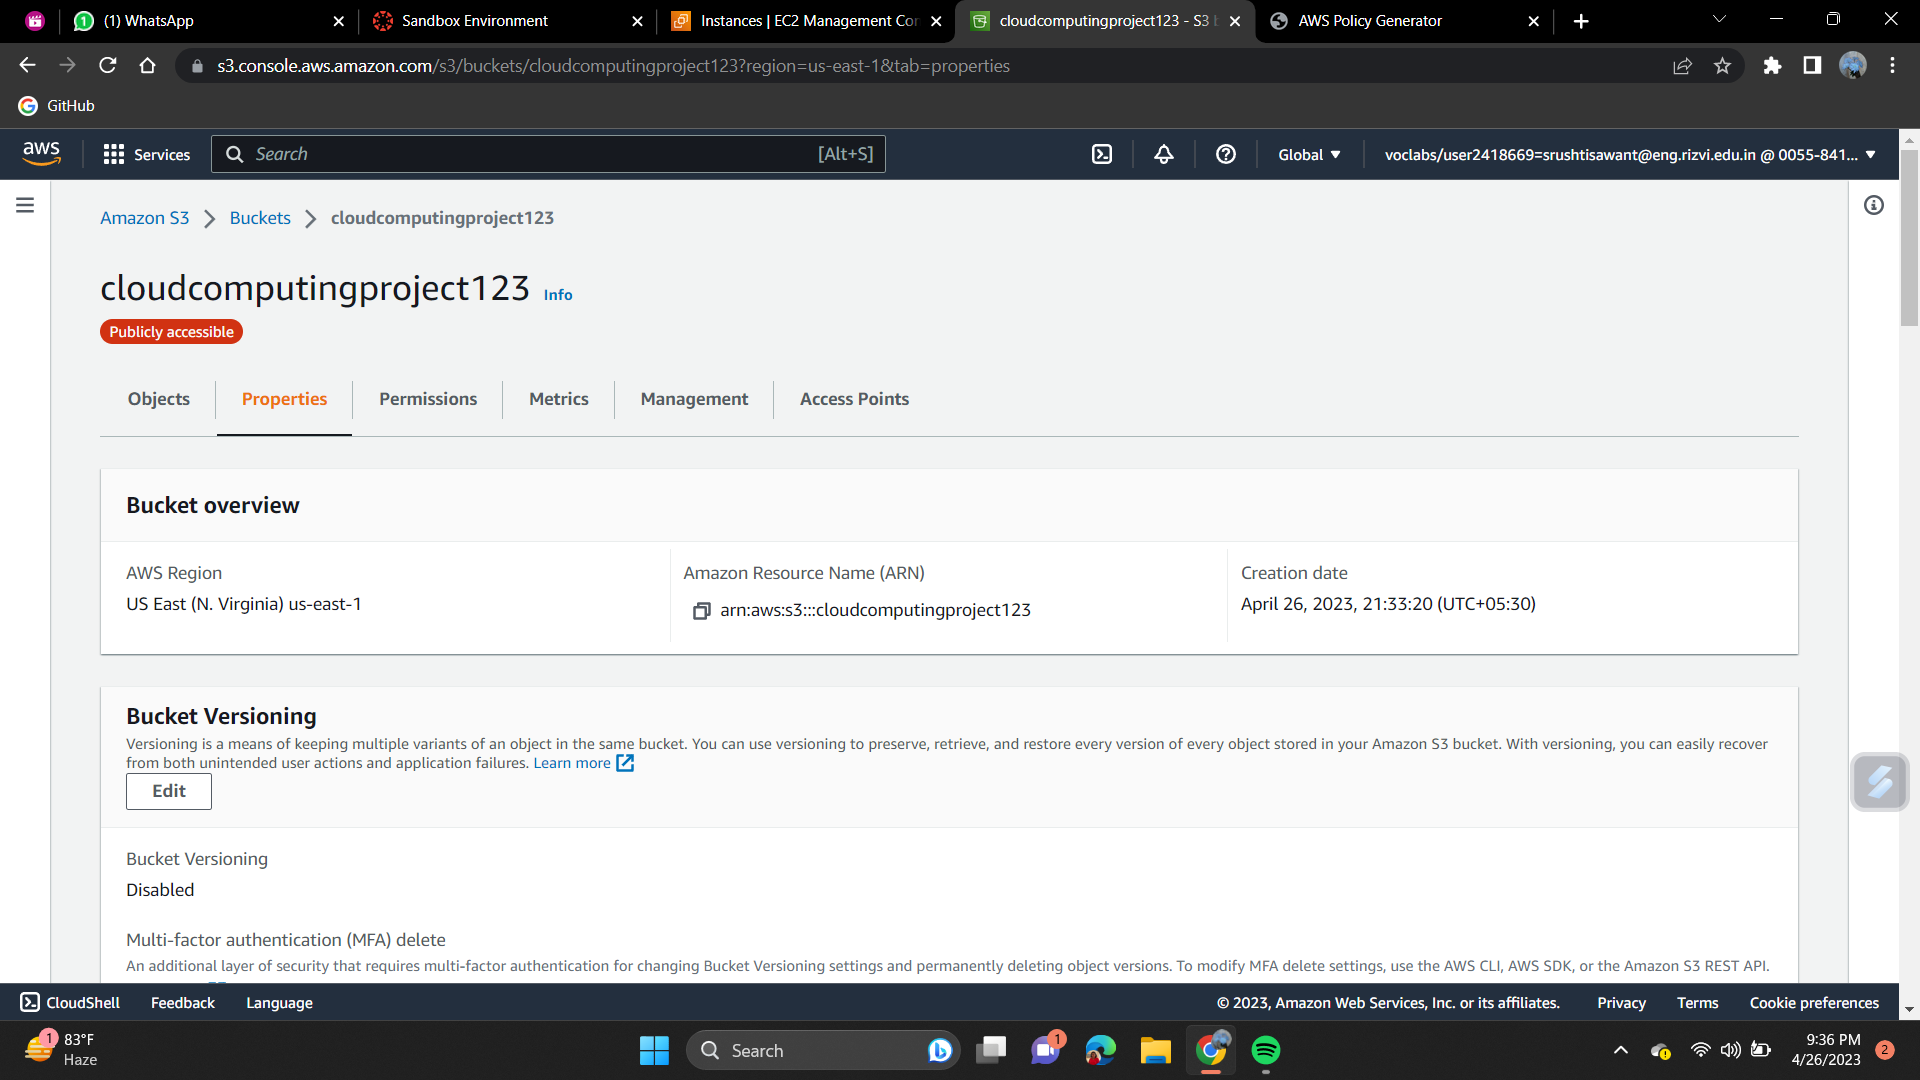 (1) WhatsApp
Sandbox Environment
Instances | EC2 Management Con
cloudcomputingproject123 - S3 b
AWS Policy Generator
s3.console.aws.amazon.com/s3/buckets/cloudcomputingproject123?region=us-east-1&tab=properties
GitHub
aws
Services
Search
[Alt+S]
Global
voclabs/user2418669=srushtisawant@eng.rizvi.edu.in @ 0055-841...
Amazon S3
Buckets
cloudcomputingproject123
cloudcomputingproject123
Info
Publicly accessible
Objects
Properties
Permissions
Metrics
Management
Access Points
Bucket overview
AWS Region
US East (N. Virginia) us-east-1
Amazon Resource Name (ARN)
arn:aws:s3:::cloudcomputingproject123
Creation date
April 26, 2023, 21:33:20 (UTC+05:30)
Bucket Versioning
Versioning is a means of keeping multiple variants of an object in the same bucket. You can use versioning to preserve, retrieve, and restore every version of every object stored in your Amazon S3 bucket. With versioning, you can easily recover
from both unintended user actions and application failures. Learn more
Edit
Bucket Versioning
Disabled
Multi-factor authentication (MFA) delete
An additional layer of security that requires multi-factor authentication for changing Bucket Versioning settings and permanently deleting object versions. To modify MFA delete settings, use the AWS CLI, AWS SDK, or the Amazon S3 REST API.
CloudShell
Feedback
Language
© 2023, Amazon Web Services, Inc. or its affiliates.
Privacy
Terms
Cookie preferences
1
83°F
Haze
Search
1
9:36 PM
4/26/2023
2